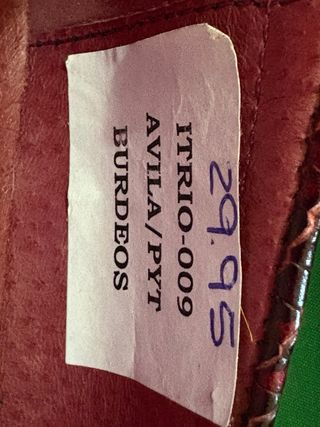 29.95
ITRIO-009
AVILA/PYT
BURDEOS